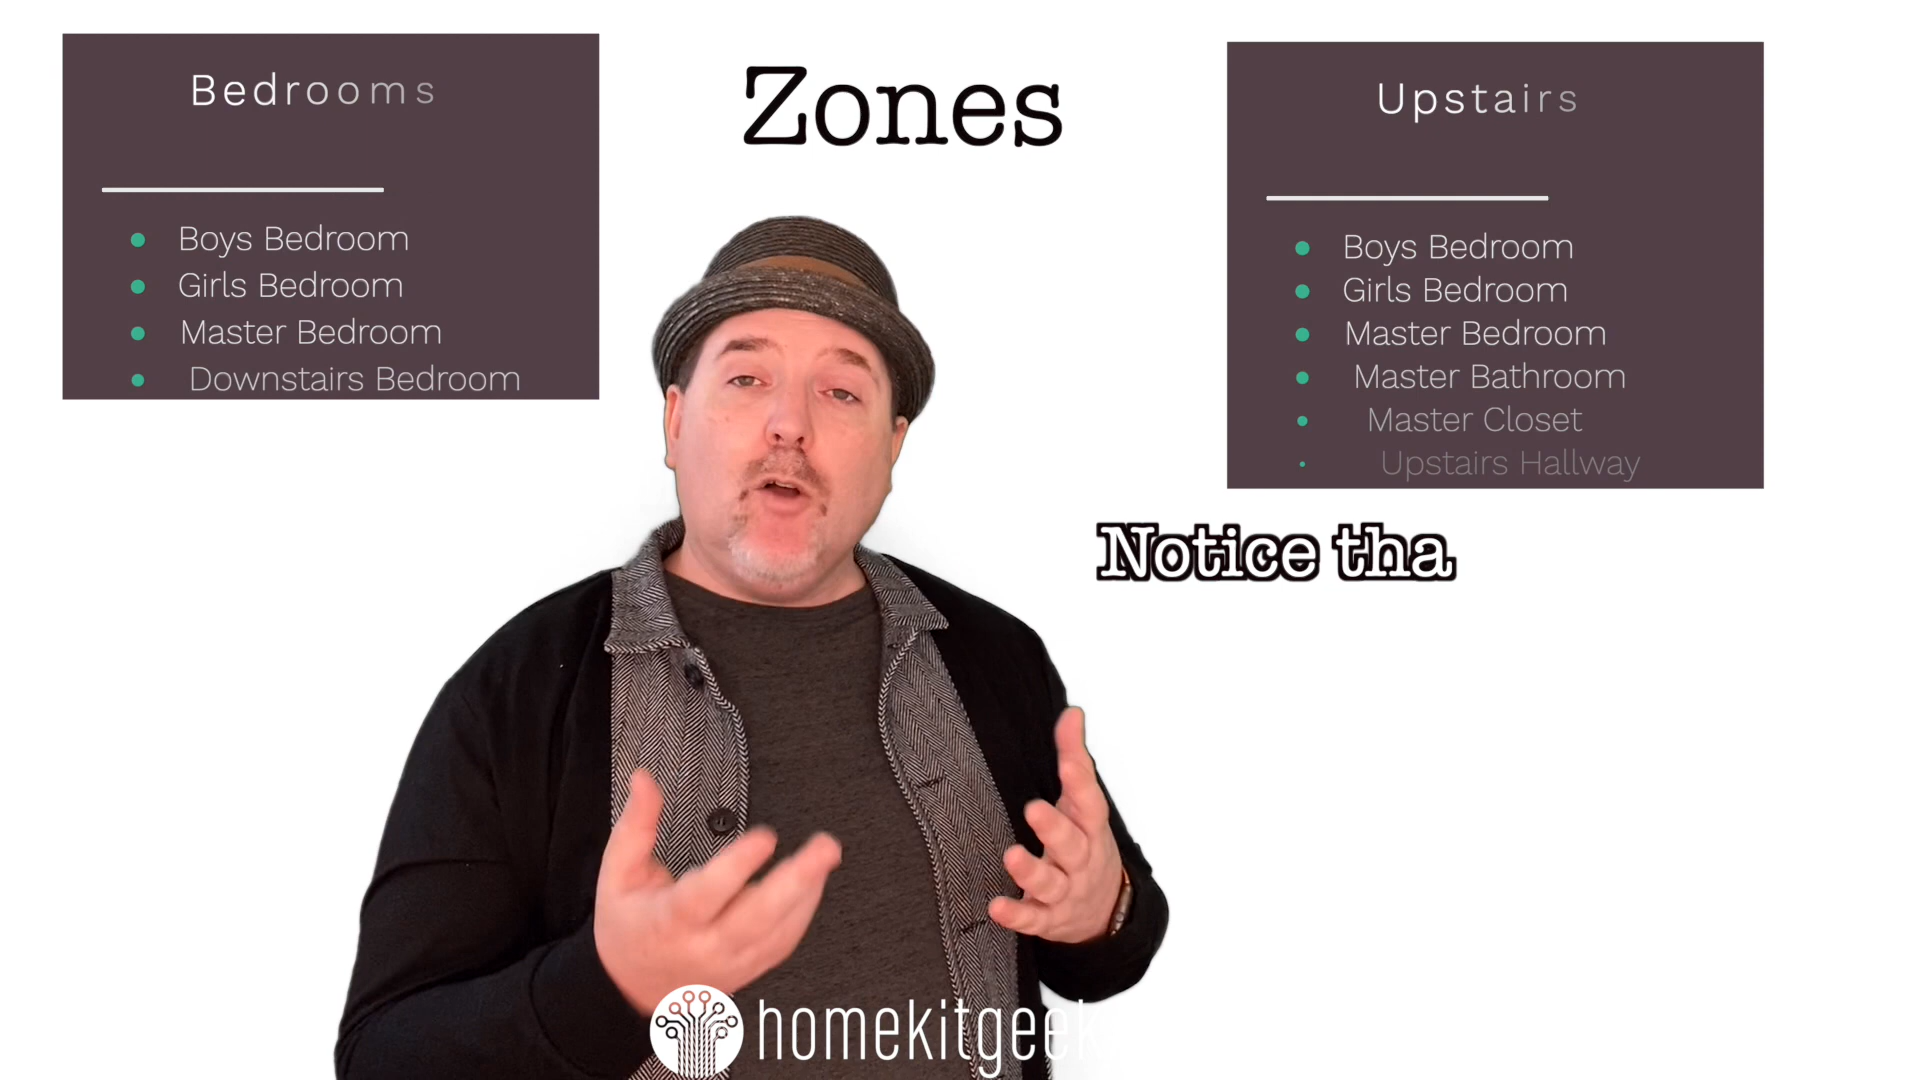 Bedrooms
Boys Bedroom
Girls Bedroom
Master Bedroom
Downstairs Bedroom
Zones
Upstairs
Boys Bedroom
Girls Bedroom
Master Bedroom
Master Bathroom
Master Closet
Upstairs Hallway
Notice tha
homekitgeek